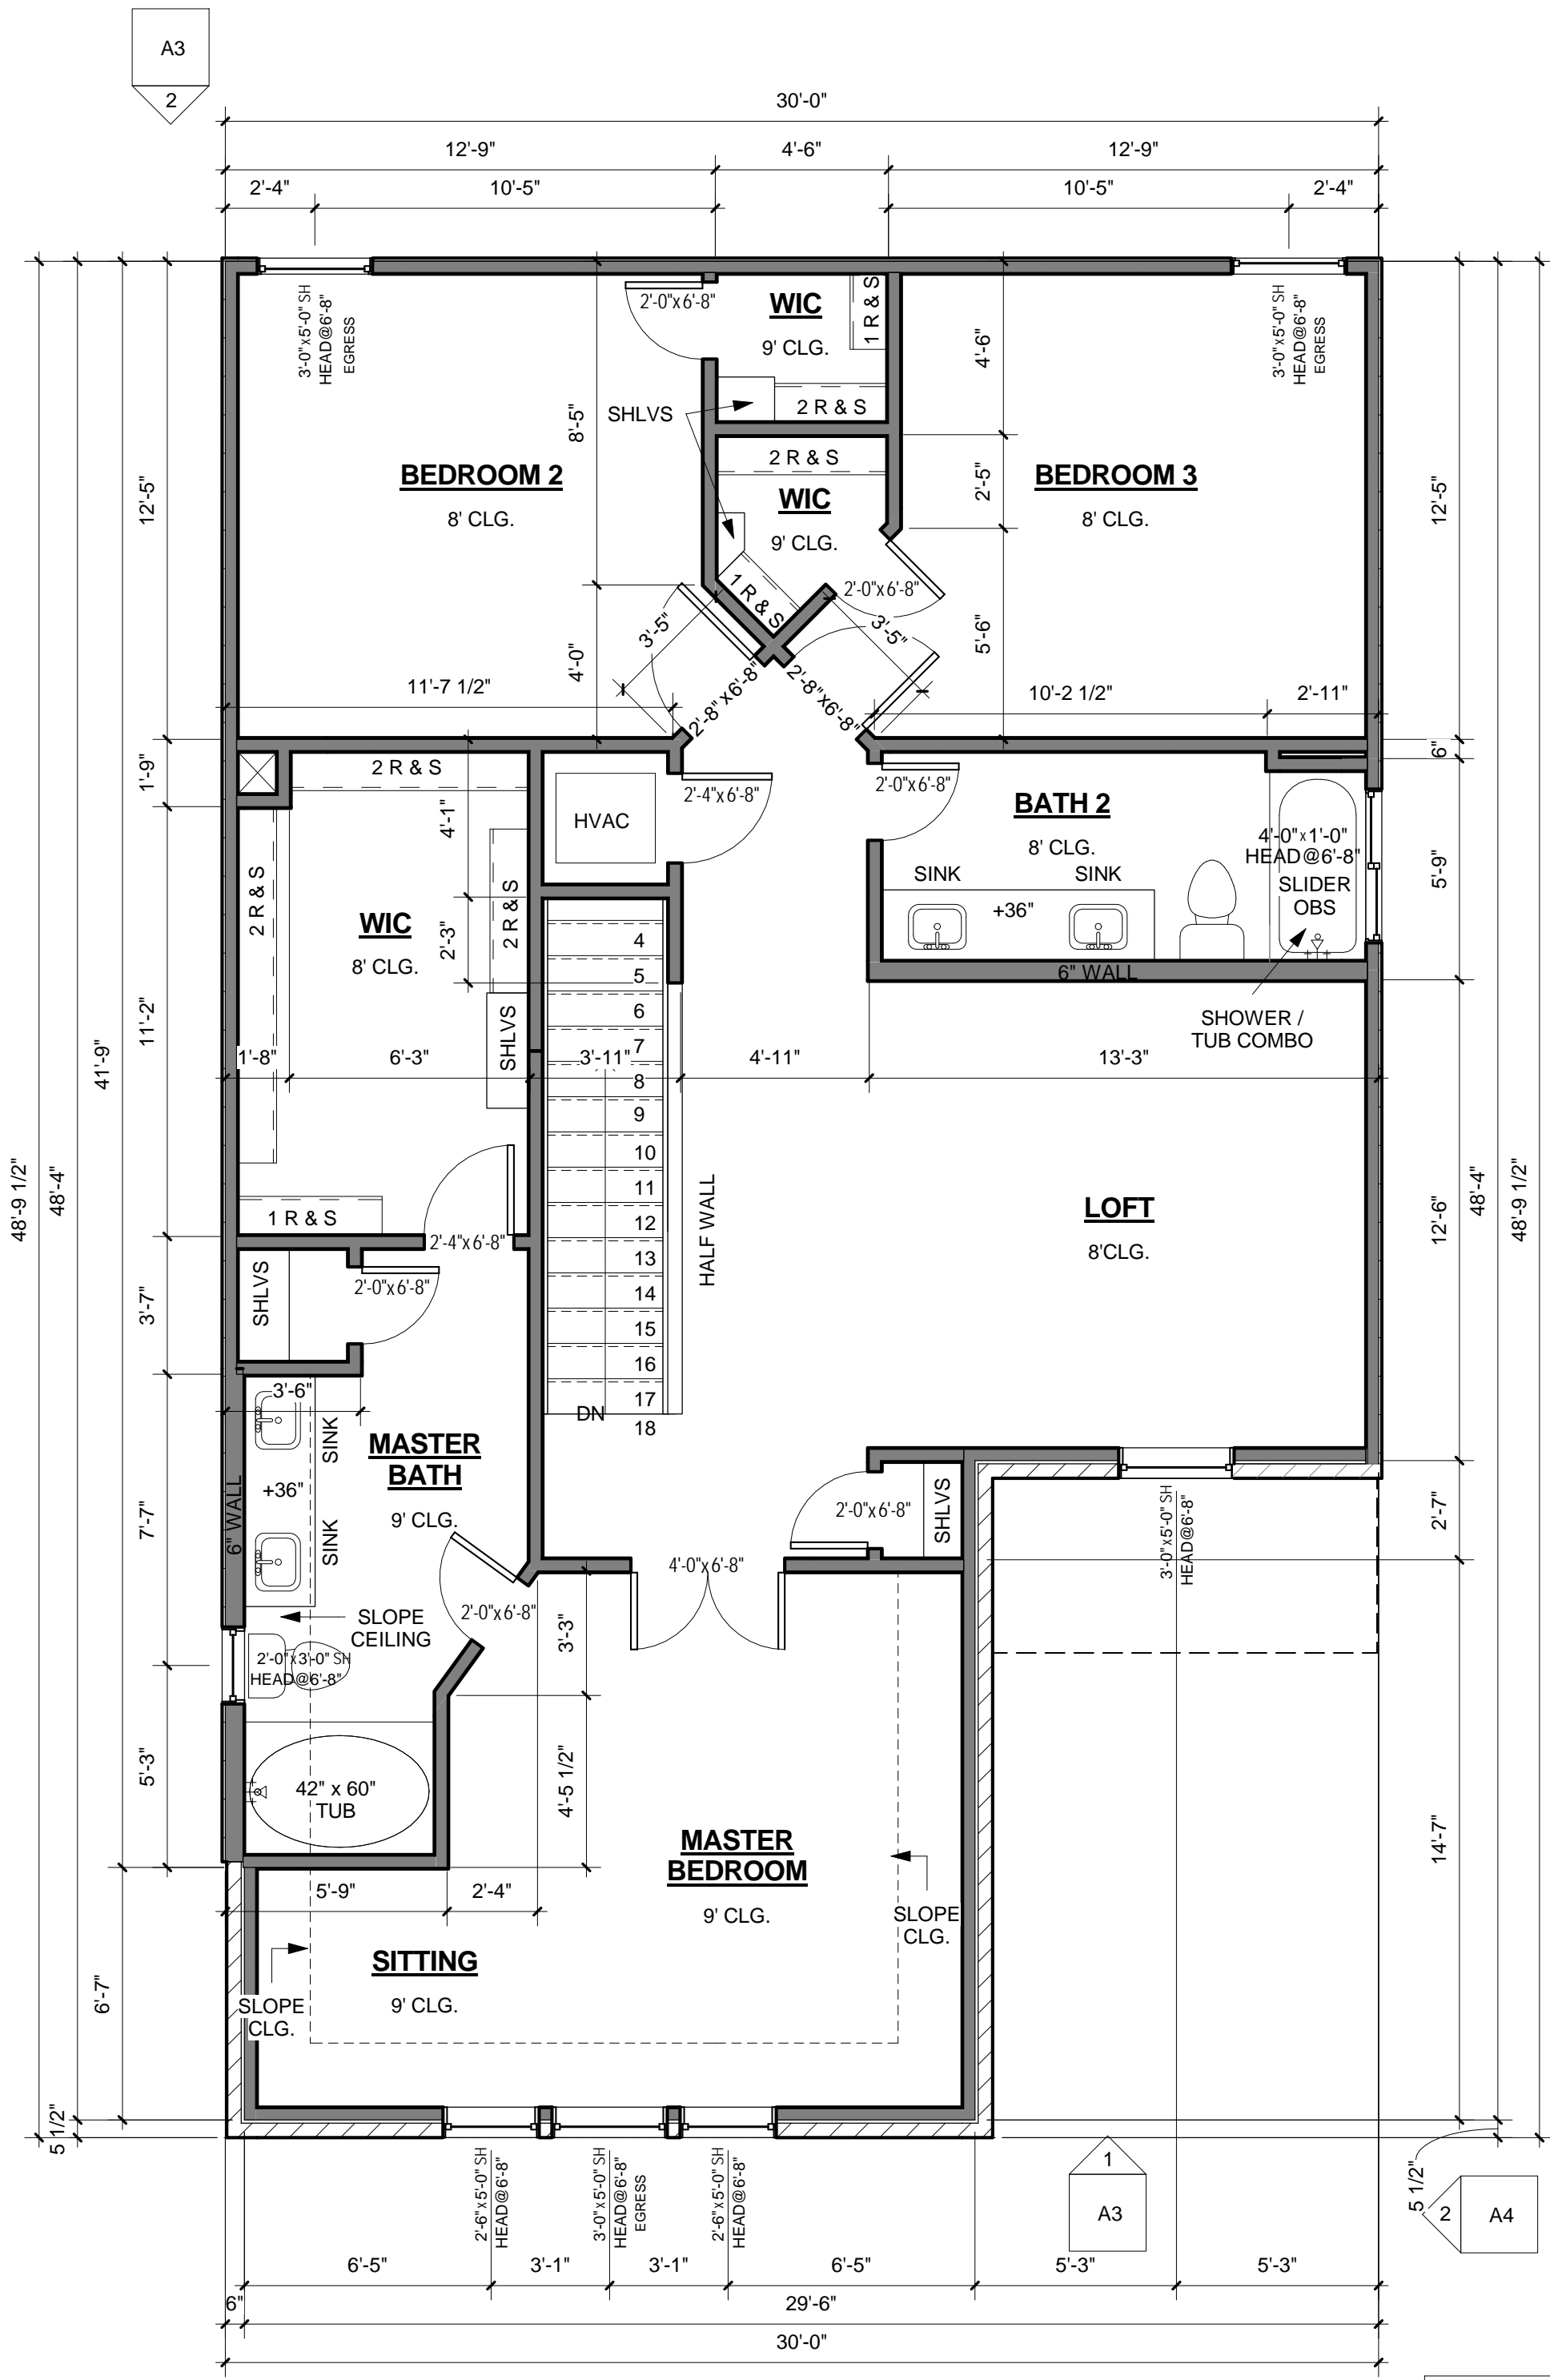 A3
2
30'-0"
12'-9"
4'-6"
12'-9"
2'-4"
10'-5"
10'-5"
2'-4"
3'-0"x5'-0" SH
HEAD@6'-8"
EGRESS
2'-0"x6'-8"
WIC
9' CLG.
1 R & S
2 R & S
SHLVS
8'-5"
4'-6"
3'-0"x5'-0" SH
HEAD@6'-8"
EGRESS
BEDROOM 2
8' CLG.
2 R & S
WIC
9' CLG.
1 R & S
2'-5"
BEDROOM 3
8' CLG.
12'-5"
12'-5"
2'-0"x6'-8"
3'-5"
3'-5"
4'-0"
5'-6"
2'-8"x6'-8"
2'-8"x6'-8"
11'-7 1/2"
10'-2 1/2"
2'-11"
1'-9"
6"
2 R & S
4'-1"
HVAC
2'-4"x6'-8"
2'-0"x6'-8"
BATH 2
8' CLG.
4'-0"x1'-0"
HEAD@6'-8"
SLIDER
OBS
SINK
SINK
+36"
5'-9"
2 R & S
WIC
8' CLG.
2'-3"
2 R & S
SHLVS
4
5
6
7
8
9
10
11
12
13
14
15
16
17
18
DN
6" WALL
SHOWER /
TUB COMBO
11'-2"
41'-9"
1'-8"
6'-3"
3'-11"
4'-11"
13'-3"
48'-9 1/2"
48'-4"
HALF WALL
LOFT
8'CLG.
12'-6"
48'-4"
48'-9 1/2"
1 R & S
2'-4"x6'-8"
2'-0"x6'-8"
SHLVS
3'-7"
3'-6"
SINK
MASTER
BATH
9' CLG.
+36"
SINK
6" WALL
7'-7"
2'-0"x6'-8"
SHLVS
2'-7"
3'-0"x5'-0" SH
HEAD@6'-8"
4'-0"x6'-8"
2'-0"x6'-8"
SLOPE
CEILING
3'-3"
2'-0"x3'-0" SH
HEAD@6'-8"
5'-3"
42" x 60"
TUB
4'-5 1/2"
MASTER
BEDROOM
9' CLG.
14'-7"
5'-9"
2'-4"
SLOPE
CLG.
SITTING
9' CLG.
SLOPE
CLG.
6'-7"
5 1/2"
2'-6"x5'-0" SH
HEAD@6'-8"
3'-0"x5'-0" SH
HEAD@6'-8"
EGRESS
2'-6"x5'-0" SH
HEAD@6'-8"
1
A3
5 1/2"
2
A4
6'-5"
3'-1"
3'-1"
6'-5"
5'-3"
5'-3"
6"
29'-6"
30'-0"